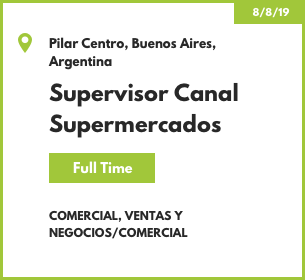 8/8/19
Pilar Centro, Buenos Aires,
Argentina
Supervisor Canal
Supermercados
Full Time
COMERCIAL, VENTAS Y
NEGOCIOS/COMERCIAL